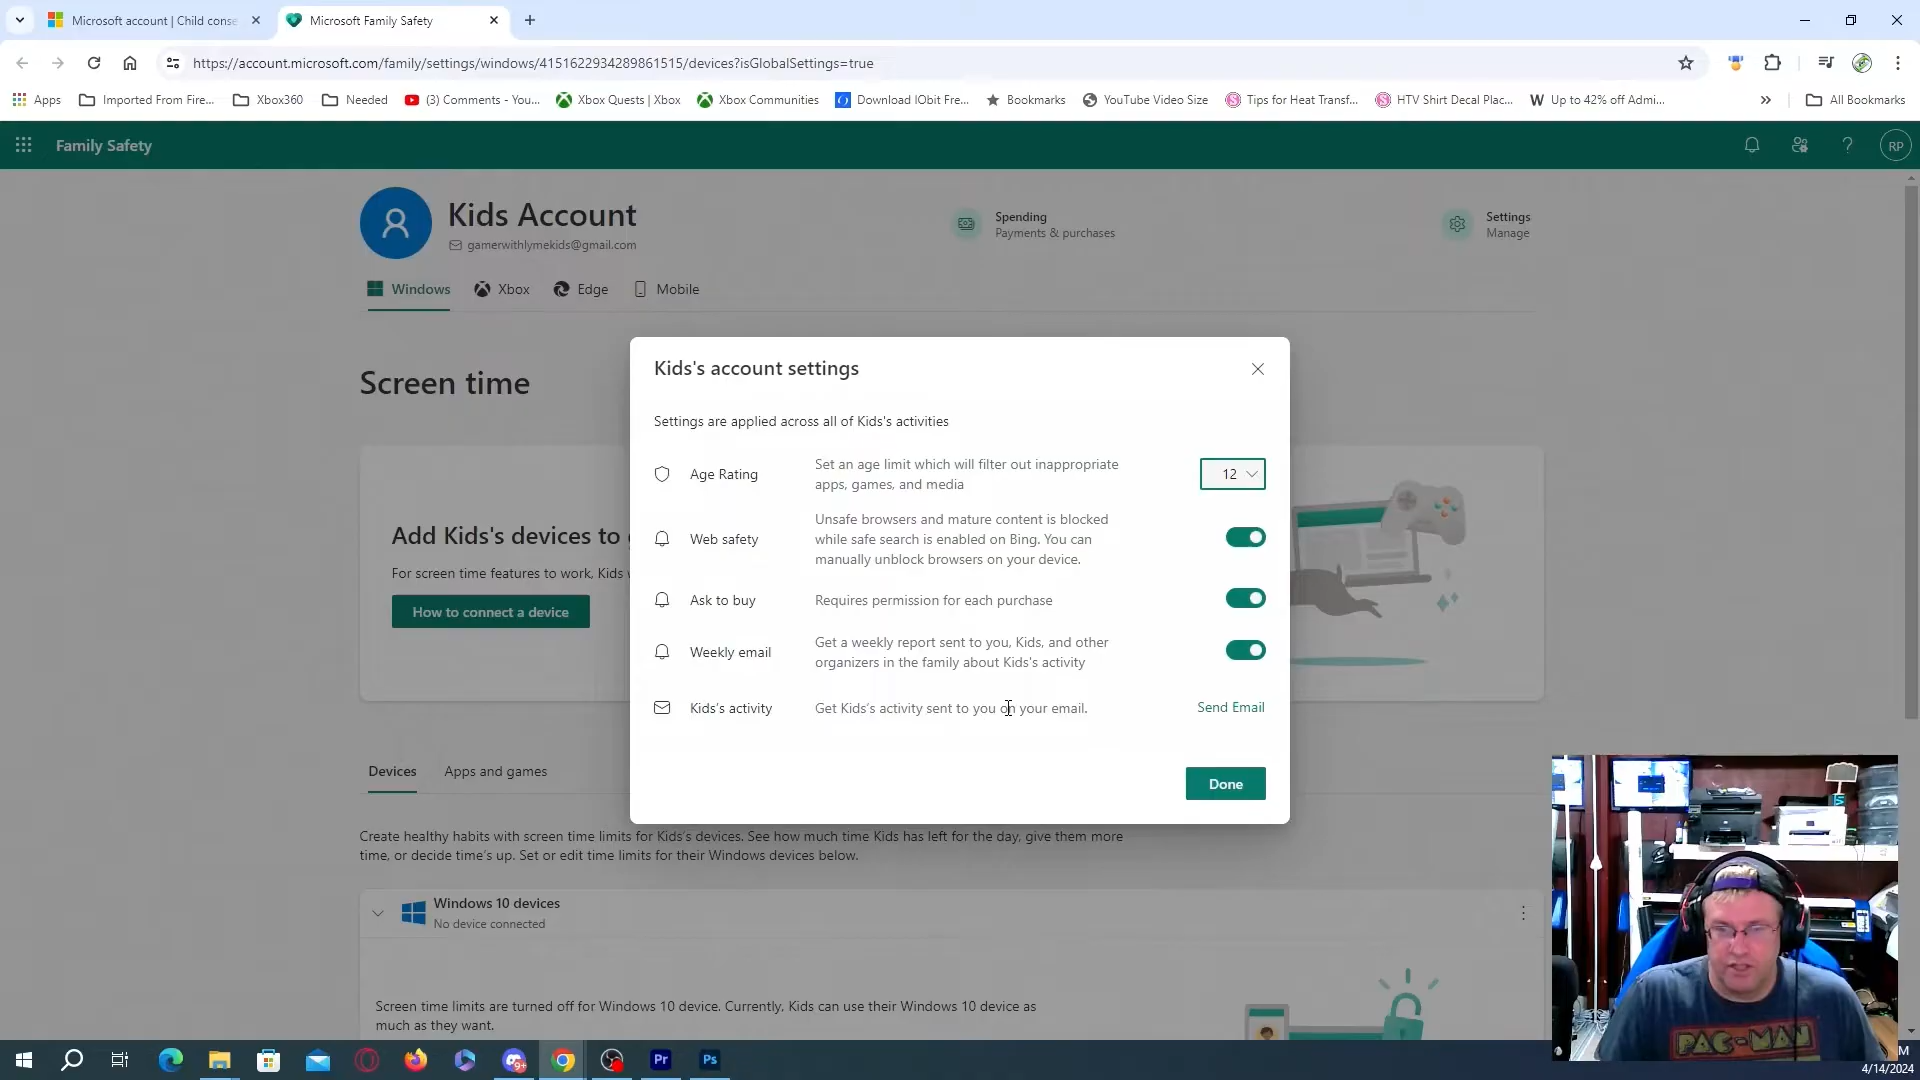 Microsoft account | Child conse
Microsoft Family Safety
https://account.microsoft.com/family/settings/windows/4151622934289861515/devices?isGlobalSettings=true
Apps
Imported From Fire...
Xbox360
Needed
(3) Comments - You...
Xbox Quests | Xbox
Xbox Communities
Download IObit Fre...
Bookmarks
YouTube Video Size
Tips for Heat Transf...
HTV Shirt Decal Plac...
W Up to 42% off Admi...
»
All Bookmarks
Family Safety
?
RP
Kids Account
gamerwithlymekids@gmail.com
Spending
Payments & purchases
Settings
Manage
Windows
Xbox
Edge
Mobile
Screen time
Add Kids's devices to
For screen time features to work, Kids
How to connect a device
Kids's account settings
Settings are applied across all of Kids's activities
Age Rating
Set an age limit which will filter out inappropriate
apps, games, and media
12
Web safety
Unsafe browsers and mature content is blocked
while safe search is enabled on Bing. You can
manually unblock browsers on your device.
Ask to buy
Requires permission for each purchase
Weekly email
Get a weekly report sent to you, Kids, and other
organizers in the family about Kids's activity
Kids's activity
Get Kids's activity sent to you on your email.
Send Email
Done
Devices
Apps and games
Create healthy habits with screen time limits for Kids's devices. See how much time Kids has left for the day, give them more
time, or decide time's up. Set or edit time limits for their Windows devices below.
Windows 10 devices
No device connected
Screen time limits are turned off for Windows 10 device. Currently, Kids can use their Windows 10 device as
much as they want.
PAC-MAN
9+
Pr
Ps
M
4/14/2024